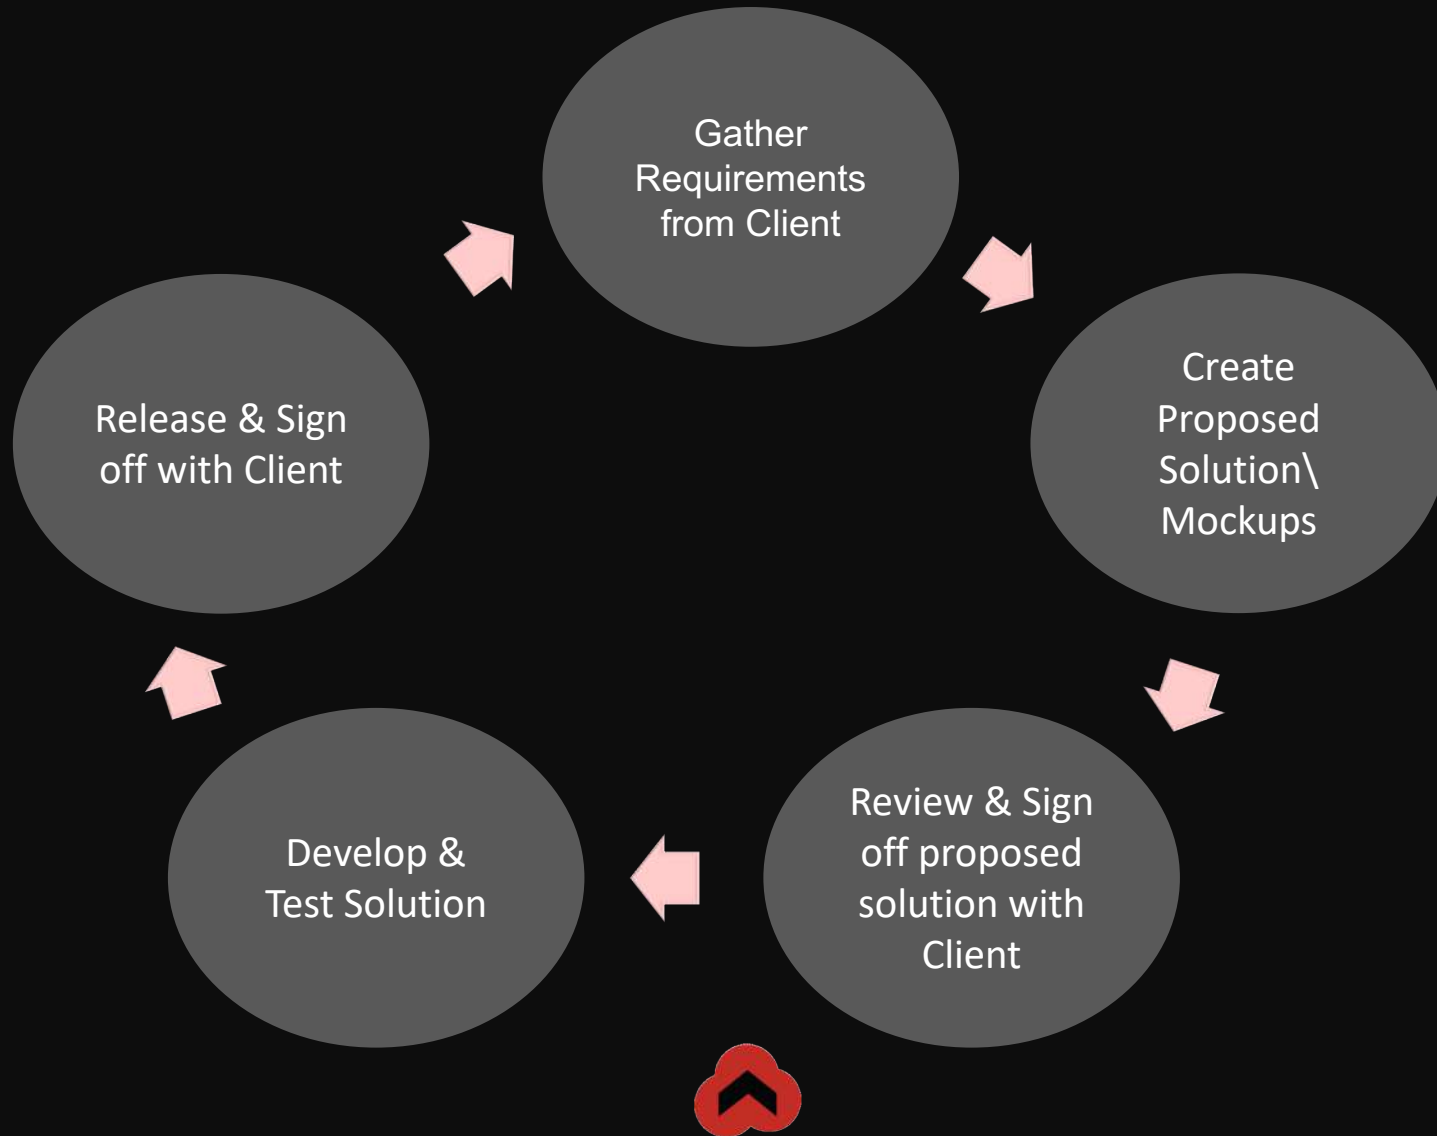 Gather
Requirements
from Client
Create
Proposed
Solution\
Mockups
Review & Sign
off proposed
solution with
Client
Develop &
Test Solution
Release & Sign
off with Client